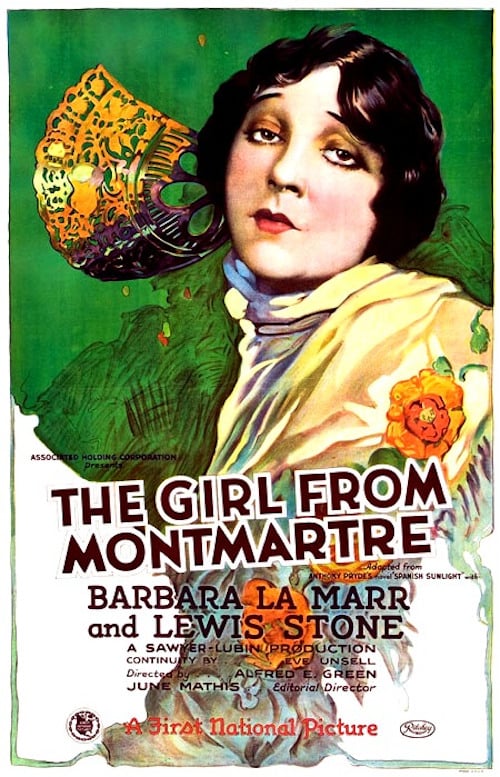 ASSOCIATED HOLDING CORPORATION
Presents
THE GIRL FROM
MONTMARTRE
Adapted from
ANTHONY PRYDE'S novel "SPANISH SUNLIGHT" with
BARBARA LA MARR
and LEWIS STONE
A SAWYER-LUBIN PRODUCTION
CONTINUITY BY . . . EVE UNSELL
Directed by . . . ALFRED E. GREEN
JUNE MATHIS . . Editorial Director
A First National Picture
Ritchey